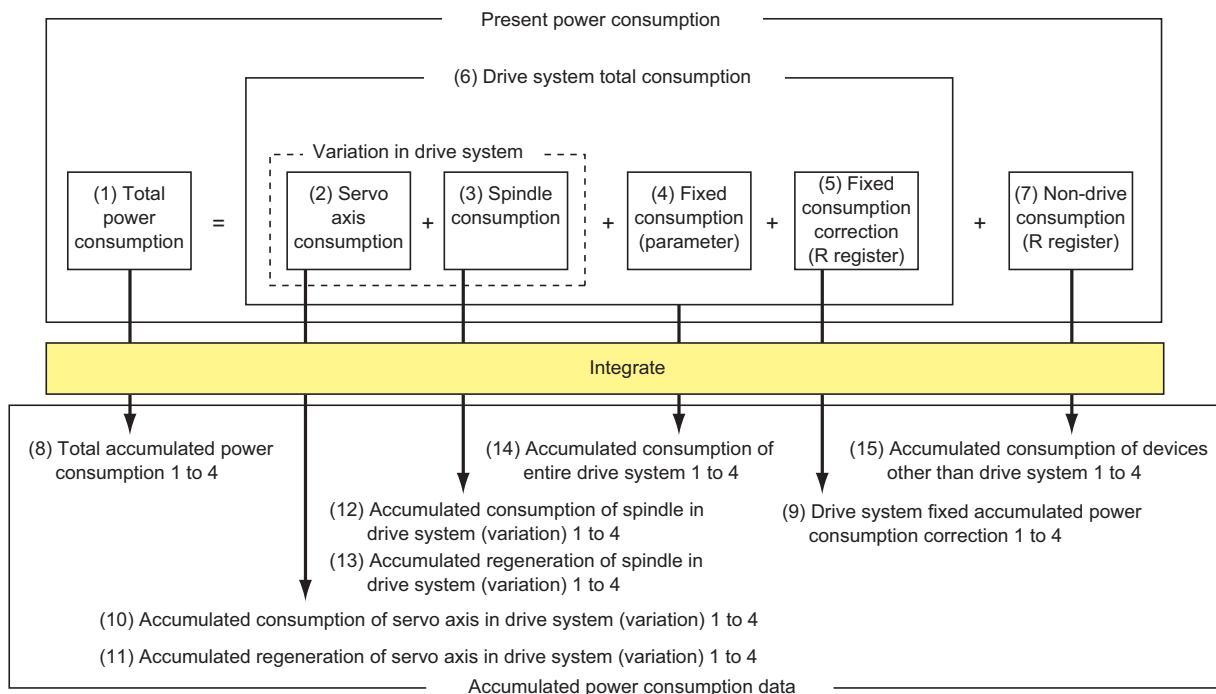 Present power consumption
(6) Drive system total consumption
Variation in drive system
(1) Total
power
consumption
=
(2) Servo
axis
consumption
+
(3) Spindle
consumption
+
(4) Fixed
consumption
(parameter)
+
(5) Fixed
consumption
correction
(R register)
+
(7) Non-drive
consumption
(R register)
Integrate
(8) Total accumulated power
consumption 1 to 4
(14) Accumulated consumption of
entire drive system 1 to 4
(15) Accumulated consumption of devices
other than drive system 1 to 4
(12) Accumulated consumption of spindle in
drive system (variation) 1 to 4
(13) Accumulated regeneration of spindle in
drive system (variation) 1 to 4
(9) Drive system fixed accumulated power
consumption correction 1 to 4
(10) Accumulated consumption of servo axis in drive system (variation) 1 to 4
(11) Accumulated regeneration of servo axis in drive system (variation) 1 to 4
Accumulated power consumption data